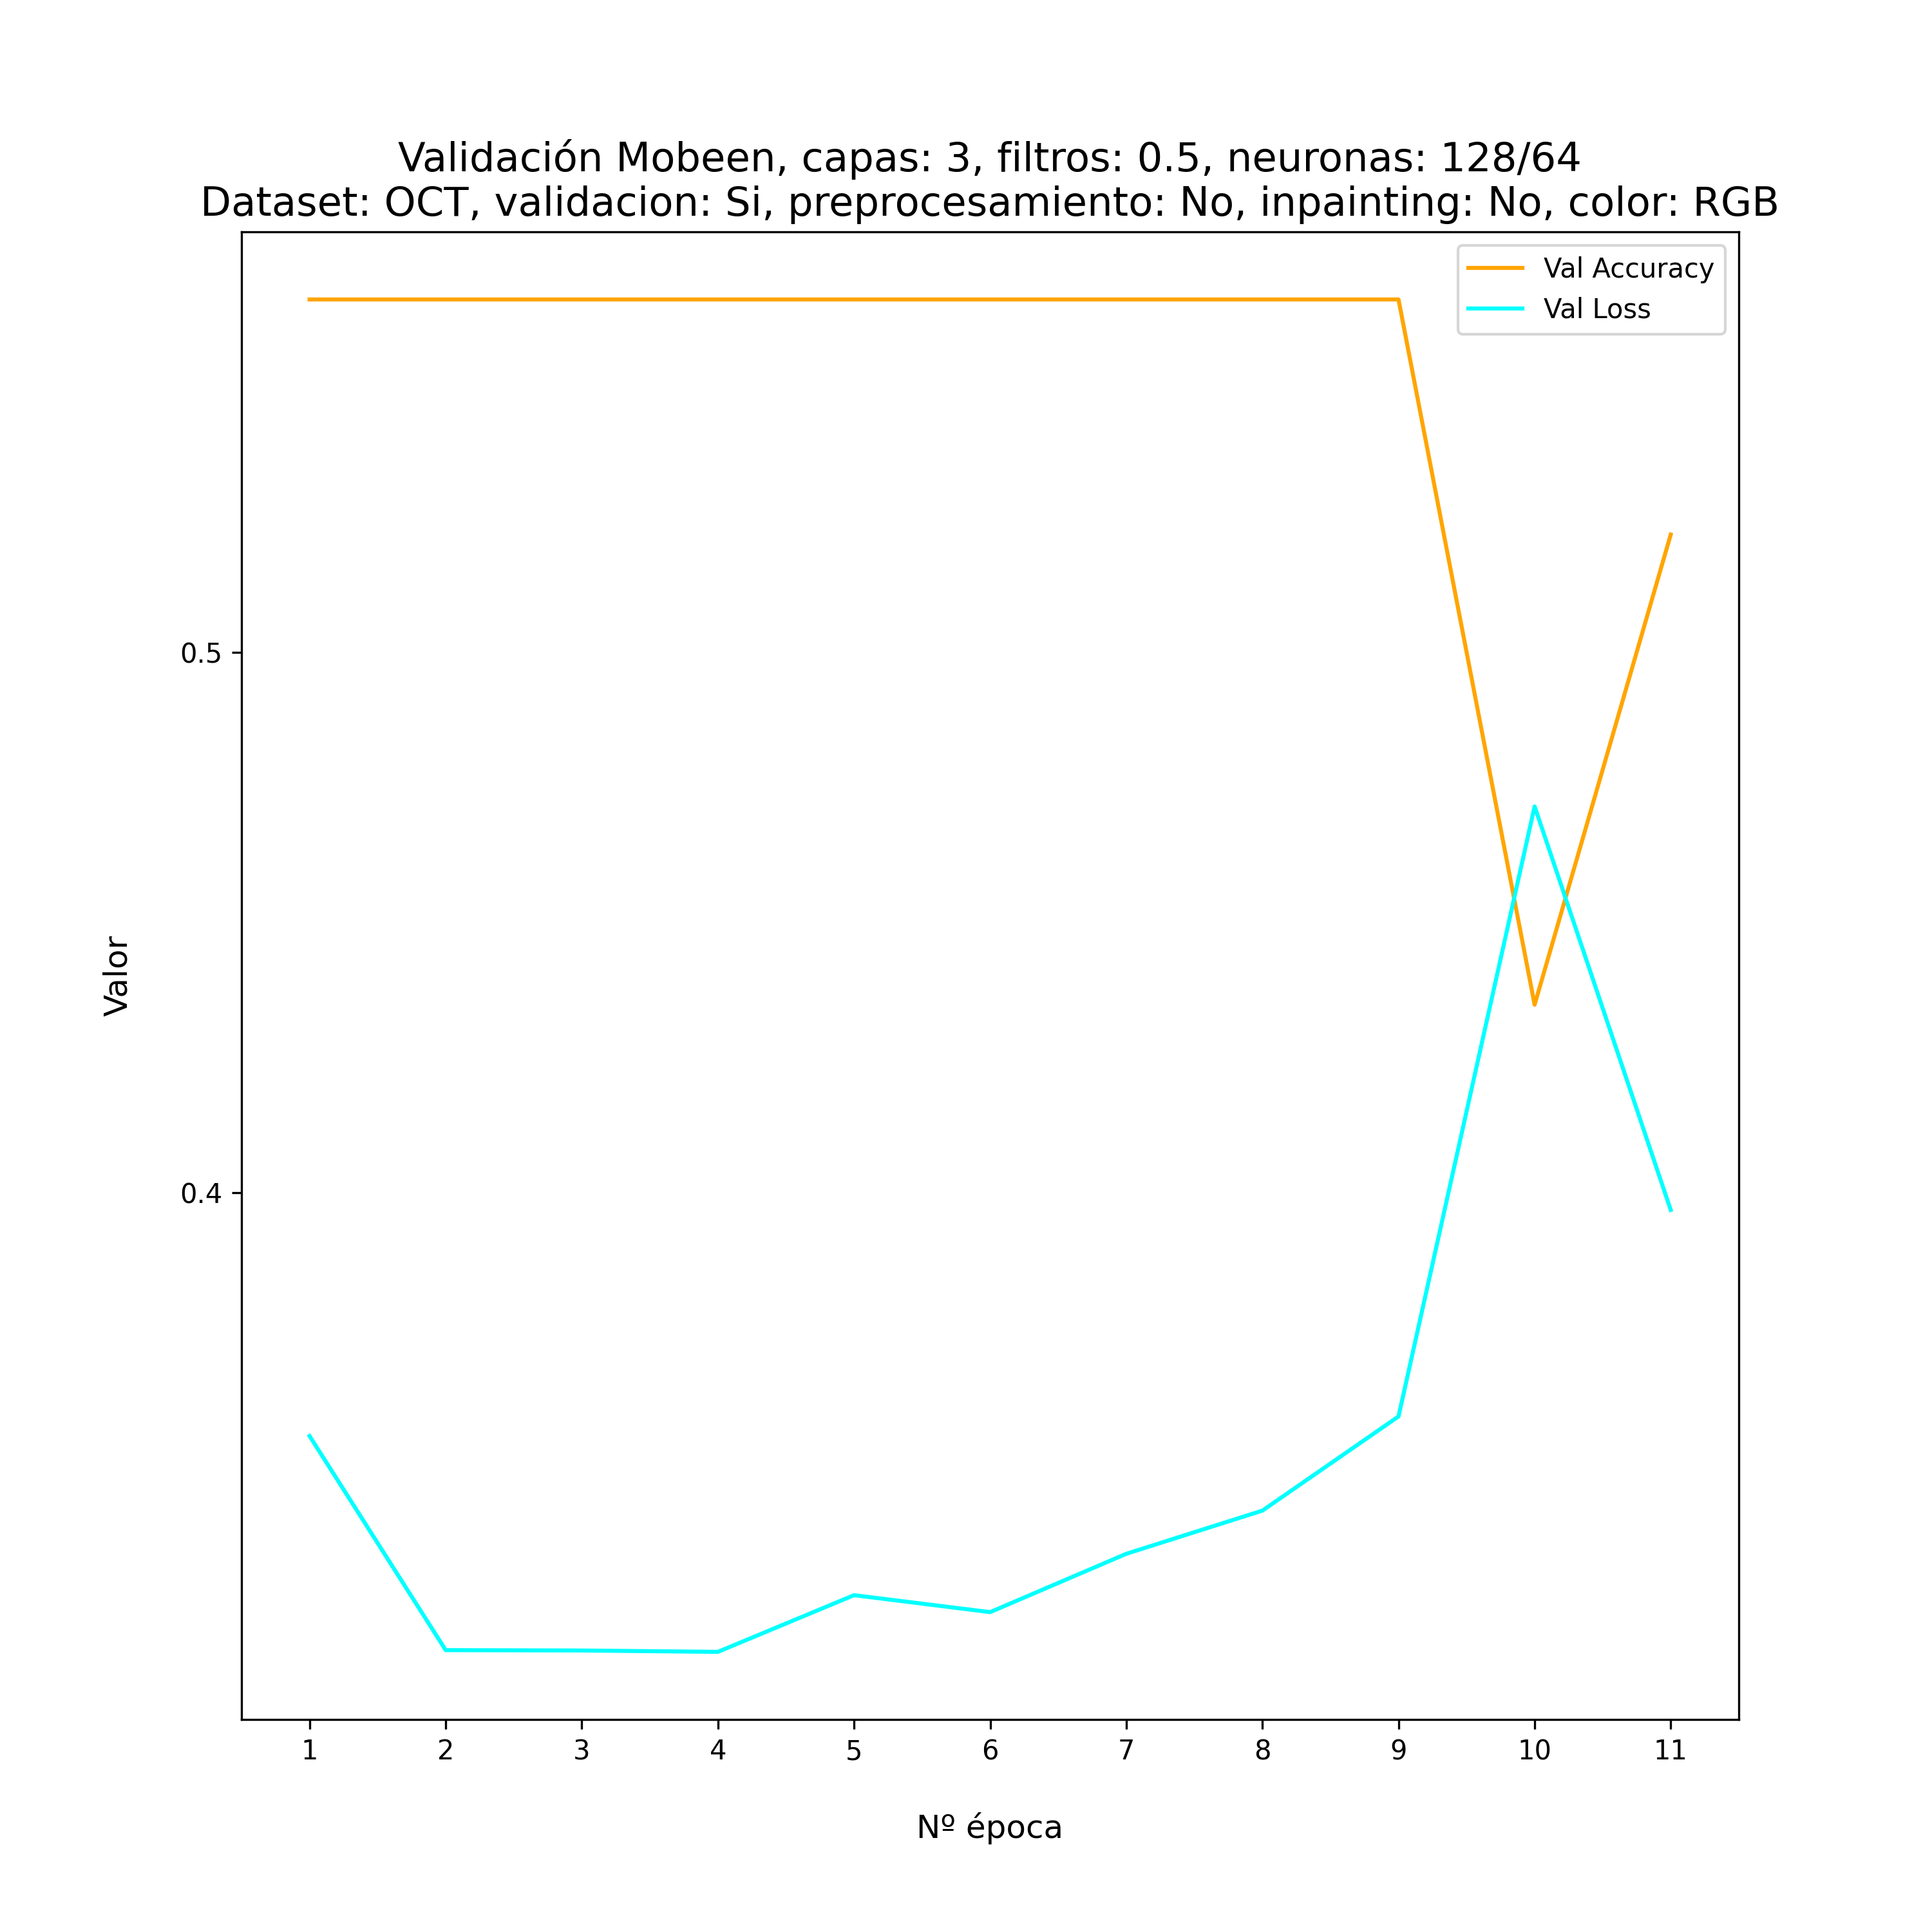 Validación Mobeen, capas: 3, filtros: 0.5, neuronas: 128/64
Dataset: OCT, validacion: Si, preprocesamiento: No, inpainting: No, color: RGB
Val Accuracy
Val Loss
0.5
0.4
Valor
1 2 3 4 5 6 7 8 9 10 11
Nº época